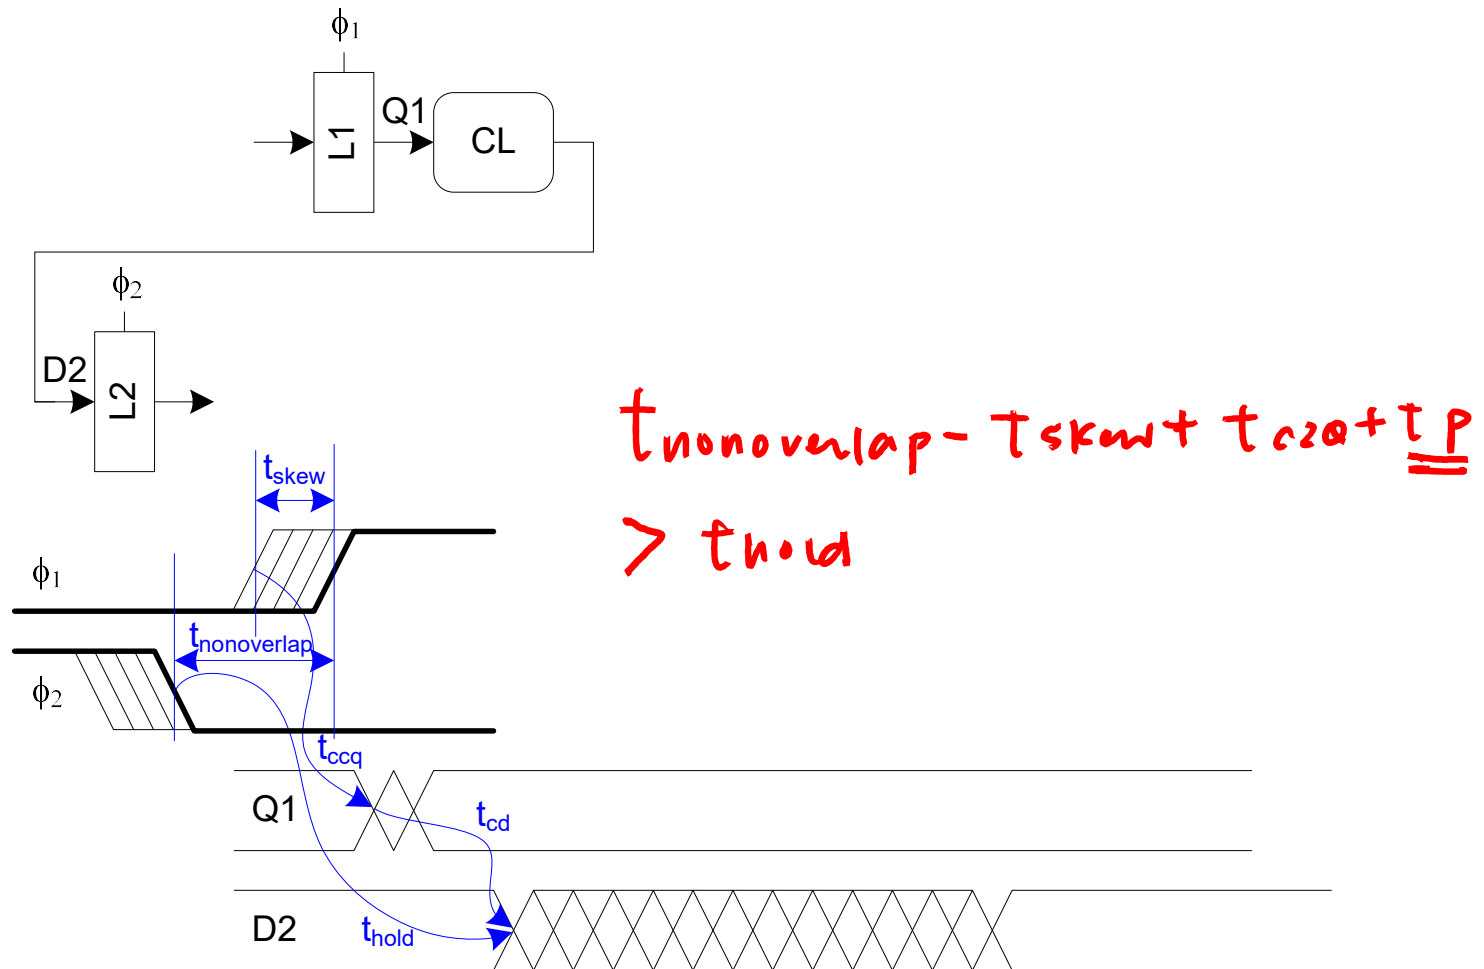 ϕ1
L1
Q1
CL
ϕ2
D2
L2
tnonoverlap - Tskew + tc2Q + tp
> thold
tskew
ϕ1
tnonoverlap
ϕ2
tccq
Q1
tcd
D2
thold